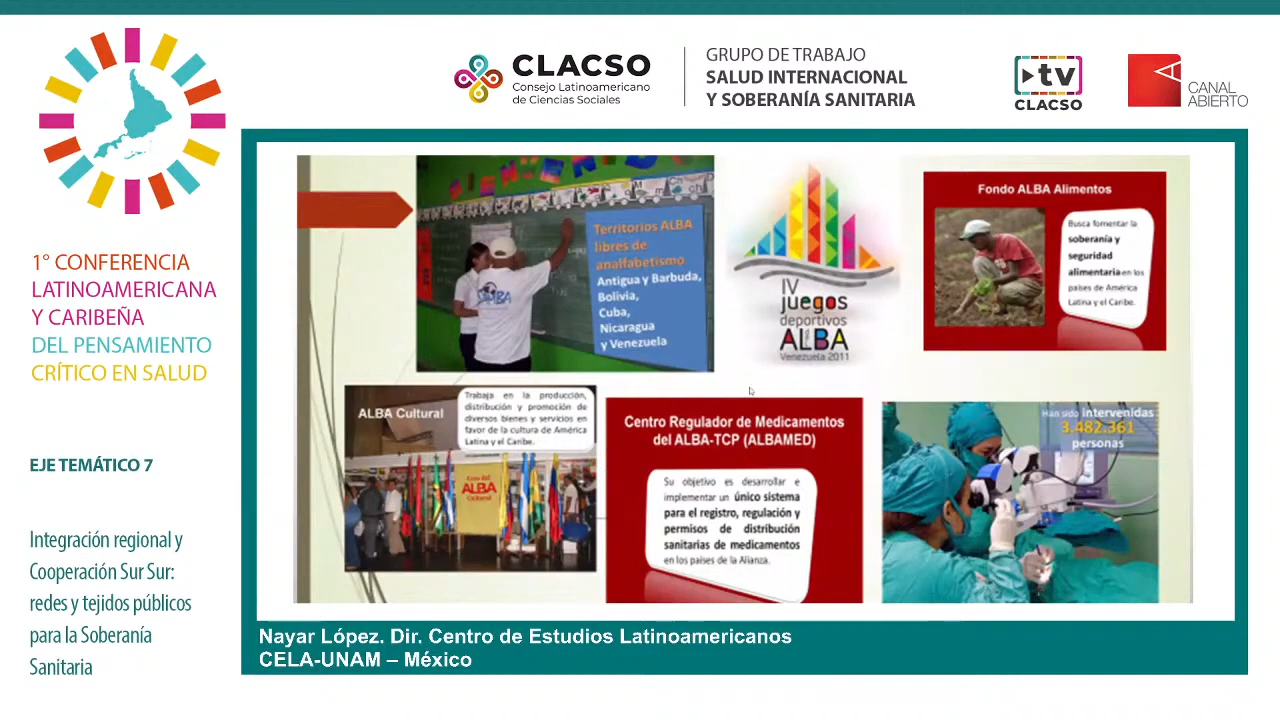 CLACSO
Consejo Latinoamericano
de Ciencias Sociales
GRUPO DE TRABAJO
SALUD INTERNACIONAL
Y SOBERANÍA SANITARIA
tv
CLACSO
CANAL
ABIERTO
1° CONFERENCIA
LATINOAMERICANA
Y CARIBEÑA
DEL PENSAMIENTO
CRÍTICO EN SALUD
EJE TEMÁTICO 7
Integración regional y
Cooperación Sur Sur:
redes y tejidos públicos
para la Soberanía
Sanitaria
Territorios ALBA
libres de
analfabetismo
Antigua y Barbuda,
Bolivia,
Cuba,
Nicaragua
y Venezuela
IV
juegos
deportivos
ALBA
Venezuela 2011
Fondo ALBA Alimentos
Busca fomentar la
soberanía y
seguridad
alimentaria en los
países de América
Latina y el Caribe.
ALBA Cultural
Trabaja en la producción,
distribución y promoción de
diversos bienes y servicios en
favor de la cultura de América
Latina y el Caribe.
Casa del
ALBA
Cultural
Centro Regulador de Medicamentos
del ALBA-TCP (ALBAMED)
Su objetivo es desarrollar e
implementar un único sistema
para el registro, regulación y
permisos de distribución
sanitarias de medicamentos
en los países de la Alianza.
Han sido intervenidas
3.482.361
personas
Nayar López. Dir. Centro de Estudios Latinoamericanos
CELA-UNAM – México